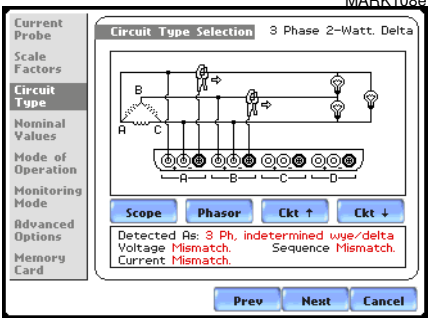 MARK108e
Current
Probe
Scale
Factors
Circuit
Type
Nominal
Values
Mode of
Operation
Monitoring
Mode
Advanced
Options
Memory
Card
Circuit Type Selection 3 Phase 2-Watt. Delta
B
A C
A B C D
Scope Phasor Ckt ↑ Ckt ↓
Detected As: 3 Ph, indetermined wye/delta
Voltage Mismatch. Sequence Mismatch.
Current Mismatch.
Prev Next Cancel